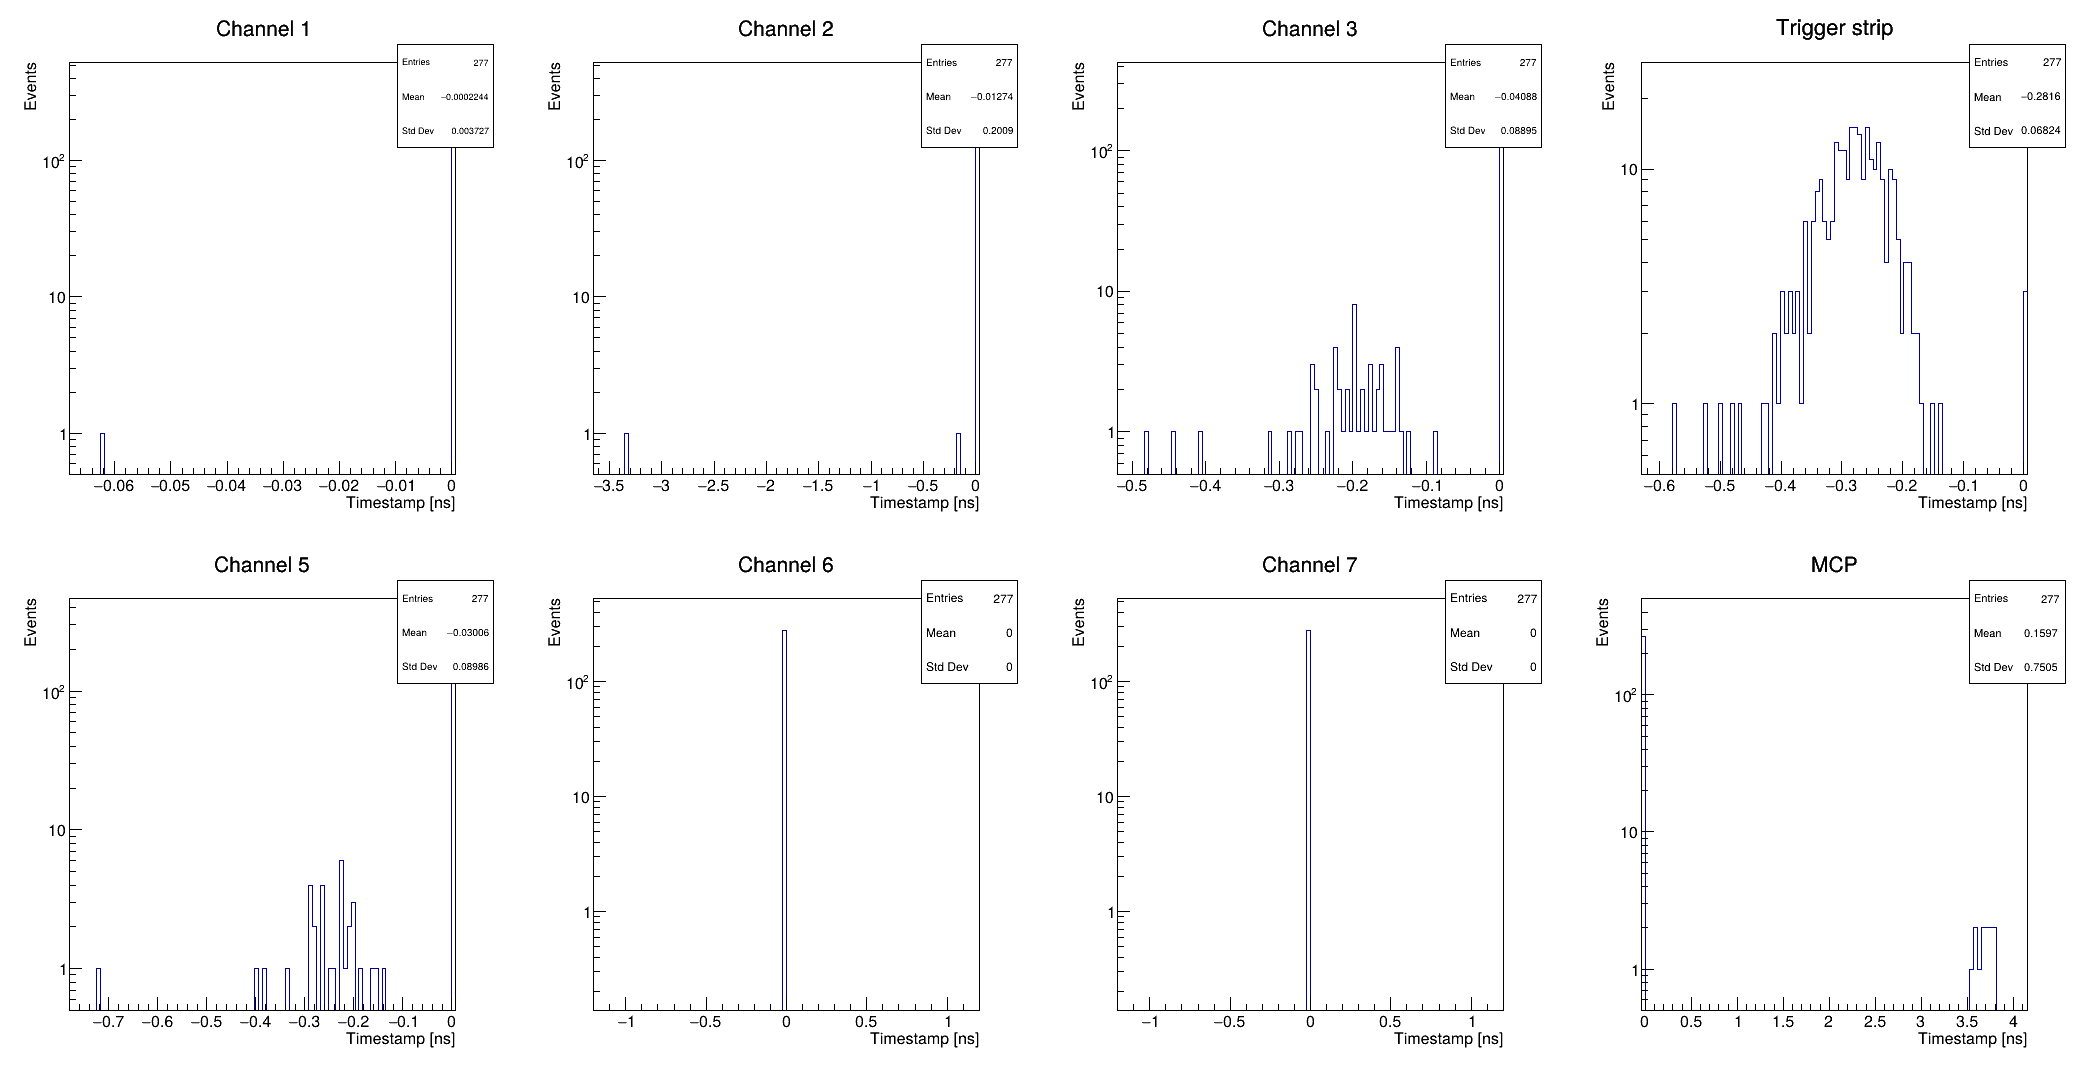 Channel 1
Entries 277
Mean −0.0002244
Std Dev 0.003727
Events
10²
10
1
−0.06 −0.05 −0.04 −0.03 −0.02 −0.01 0
Timestamp [ns]
Channel 2
Entries 277
Mean −0.01274
Std Dev 0.2009
Events
10²
10
1
−3.5 −3 −2.5 −2 −1.5 −1 −0.5 0
Timestamp [ns]
Channel 3
Entries 277
Mean −0.04088
Std Dev 0.08895
Events
10²
10
1
−0.5 −0.4 −0.3 −0.2 −0.1 0
Timestamp [ns]
Trigger strip
Entries 277
Mean −0.2816
Std Dev 0.06824
Events
10
1
−0.6 −0.5 −0.4 −0.3 −0.2 −0.1 0
Timestamp [ns]
Channel 5
Entries 277
Mean −0.03006
Std Dev 0.08986
Events
10²
10
1
−0.7 −0.6 −0.5 −0.4 −0.3 −0.2 −0.1 0
Timestamp [ns]
Channel 6
Entries 277
Mean 0
Std Dev 0
Events
10²
10
1
−1 −0.5 0 0.5 1
Timestamp [ns]
Channel 7
Entries 277
Mean 0
Std Dev 0
Events
10²
10
1
−1 −0.5 0 0.5 1
Timestamp [ns]
MCP
Entries 277
Mean 0.1597
Std Dev 0.7505
Events
10²
10
1
0 0.5 1 1.5 2 2.5 3 3.5 4
Timestamp [ns]